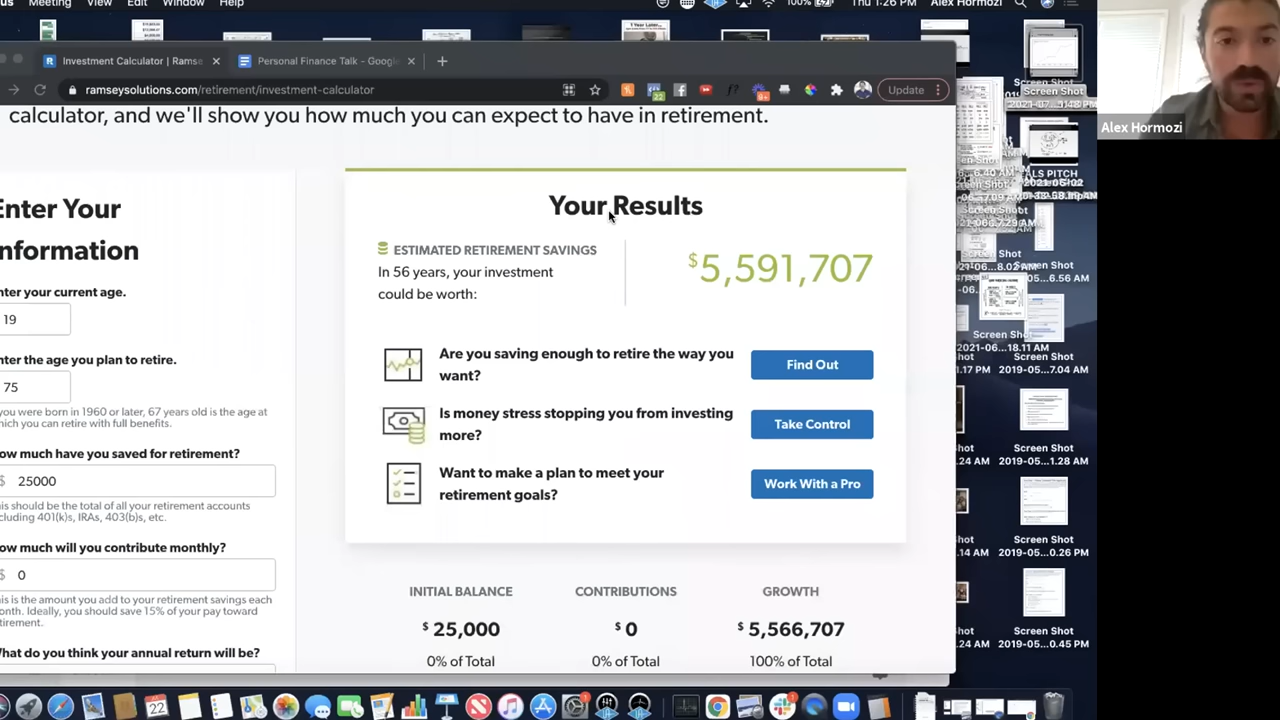 us Meeting View Edit Window Help
100% Thu 1:26 PM Alex Hormozi
Investment Calculator | Ramse
Personal Finance Talk - Google
ramseysolutions.com/retirement/investment-calculator
Update
calculator, and we'll show you how much you can expect to have in retirement.
Enter Your
Information
nter your current age.
19
nter the age you plan to retire.
75
you were born in 1960 or later, 67 years old is the age at
which you can retire with full benefits.
ow much have you saved for retirement?
$ 25000
his should be the total of all your retirement accounts
cluding 401(k)s, IRAs, 403(b)s, etc.
ow much will you contribute monthly?
$ 0
his is the amount you add to your retirement savings each
onth. Ideally, you should save 15% of your pay toward
tirement.
What do you think your annual return will be?
Your Results
ESTIMATED RETIREMENT SAVINGS
In 56 years, your investment
could be worth:
$5,591,707
Are you saving enough to retire the way you
want?
Find Out
Is money stress stopping you from investing
more?
Take Control
Want to make a plan to meet your
retirement goals?
Work With a Pro
INITIAL BALANCE CONTRIBUTIONS GROWTH
$ 25,000 $ 0 $ 5,566,707
0% of Total 0% of Total 100% of Total
Alex Hormozi
Screen Shot
ALS PITCH
Screen Shot
2019-05...7.04 AM
Screen Shot
2019-05...1.28 AM
Screen Shot
2019-05...0.26 PM
Screen Shot
2019-05...0.45 PM
22